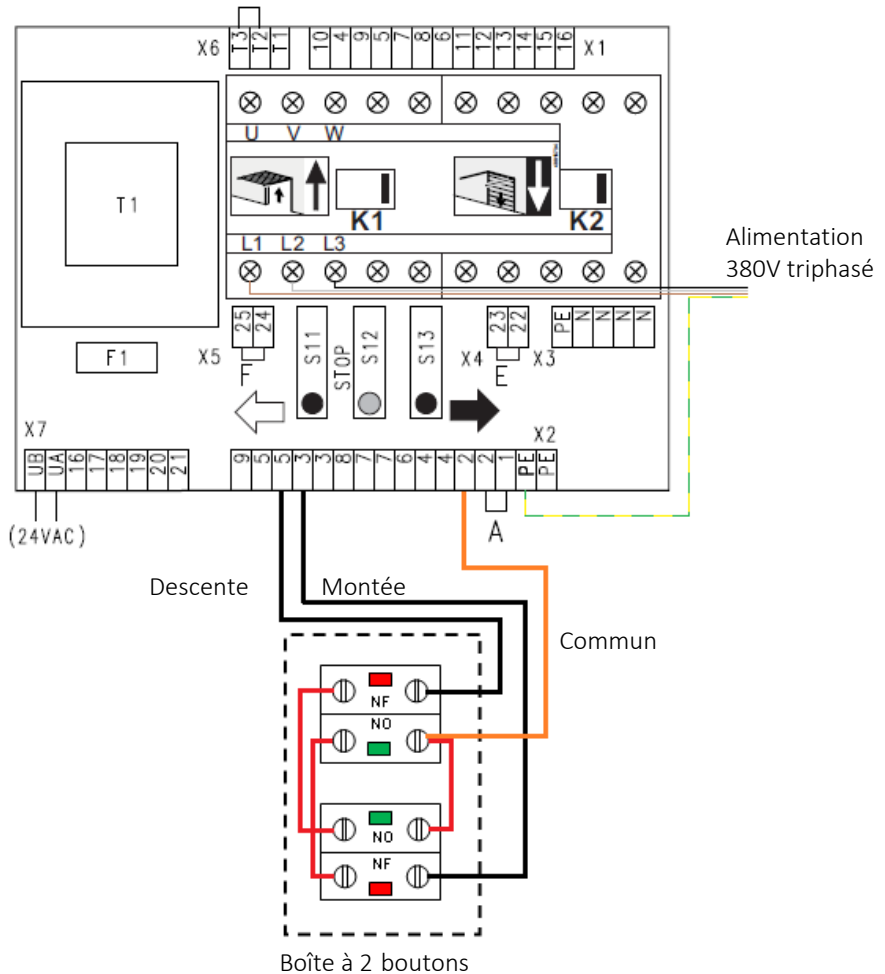 X6 T3 T2 T1 10 4 9 5 7 8 6 11 12 13 14 15 16 X1
U V W
T1
K1 K2
L1 L2 L3
Alimentation
380V triphasé
F1
X5 25 24 S11 STOP S12 S13 X4 23 22 X3 PE N N N N
F E
X7 X2
UB UA 16 17 18 19 20 21 9 5 5 3 3 8 7 7 6 4 4 2 2 1 PE PE
(24VAC) A
Descente Montée
Commun
NF
NO
NO
NF
Boîte à 2 boutons